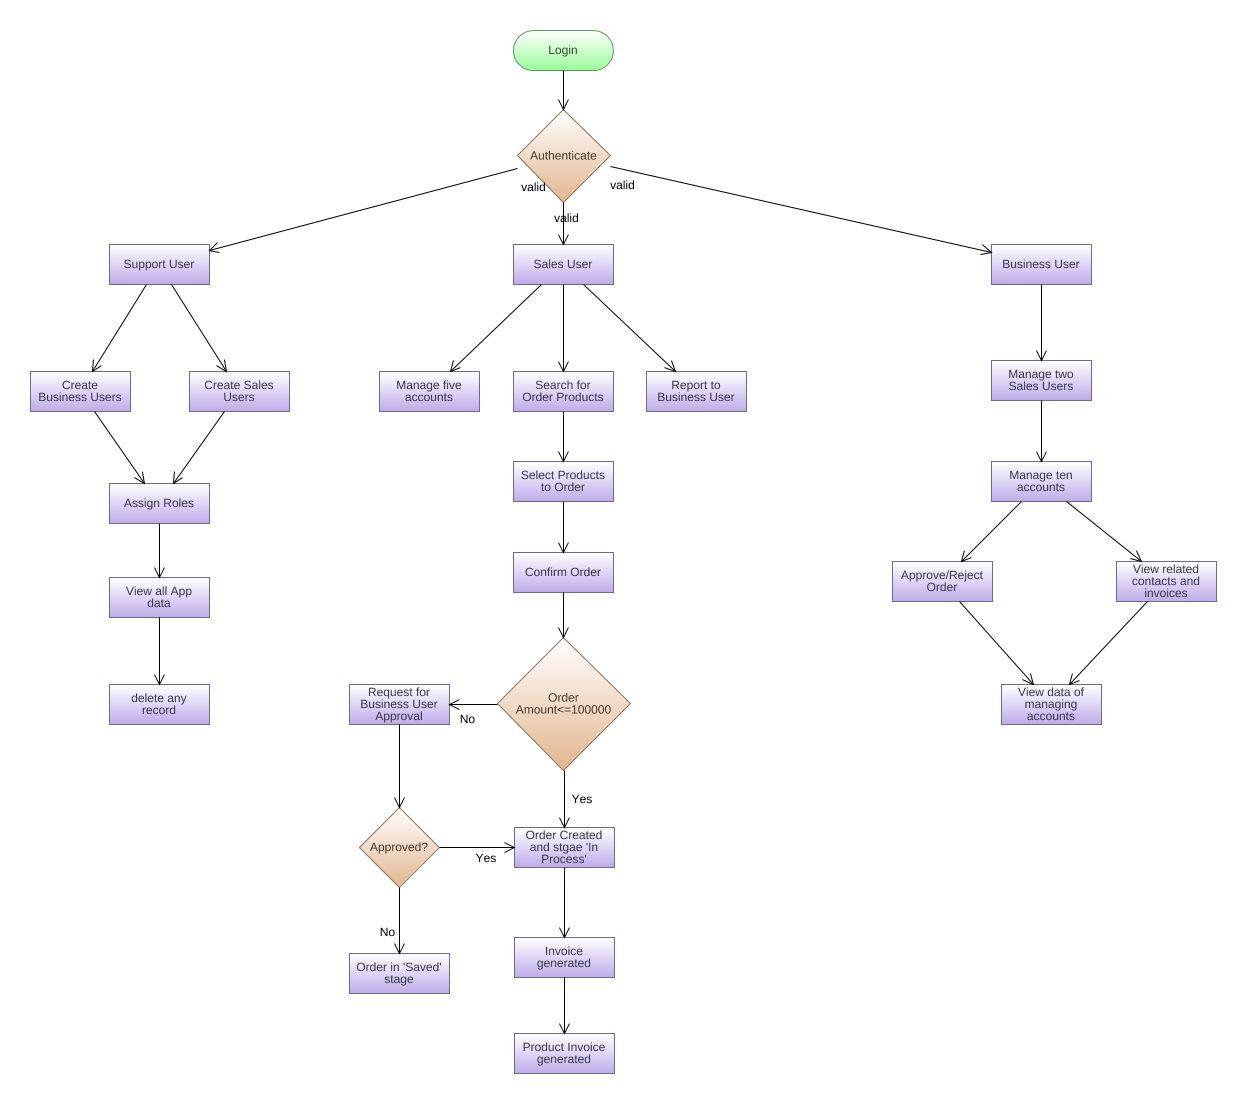 Login
Authenticate
valid
valid
valid
Support User
Sales User
Business User
Create
Business Users
Create Sales
Users
Manage five
accounts
Search for
Order Products
Report to
Business User
Manage two
Sales Users
Assign Roles
Select Products
to Order
Manage ten
accounts
View all App
data
Confirm Order
Approve/Reject
Order
View related
contacts and
invoices
delete any
record
Request for
Business User
Approval
No
Order
Amount<=100000
View data of
managing
accounts
Yes
Approved?
Yes
Order Created
and stgae 'In
Process'
No
Order in 'Saved'
stage
Invoice
generated
Product Invoice
generated